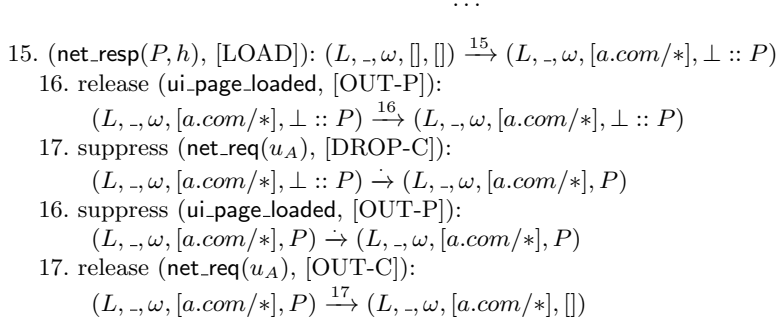 ...
15. (net_resp(P, h), [LOAD]): (L, _, ω, [], []) —15→ (L, _, ω, [a.com/*], ⊥ :: P)
16. release (ui_page_loaded, [OUT-P]):
(L, _, ω, [a.com/*], ⊥ :: P) —16→ (L, _, ω, [a.com/*], ⊥ :: P)
17. suppress (net_req(u_A), [DROP-C]):
(L, _, ω, [a.com/*], ⊥ :: P) —·→ (L, _, ω, [a.com/*], P)
16. suppress (ui_page_loaded, [OUT-P]):
(L, _, ω, [a.com/*], P) —·→ (L, _, ω, [a.com/*], P)
17. release (net_req(u_A), [OUT-C]):
(L, _, ω, [a.com/*], P) —17→ (L, _, ω, [a.com/*], [])